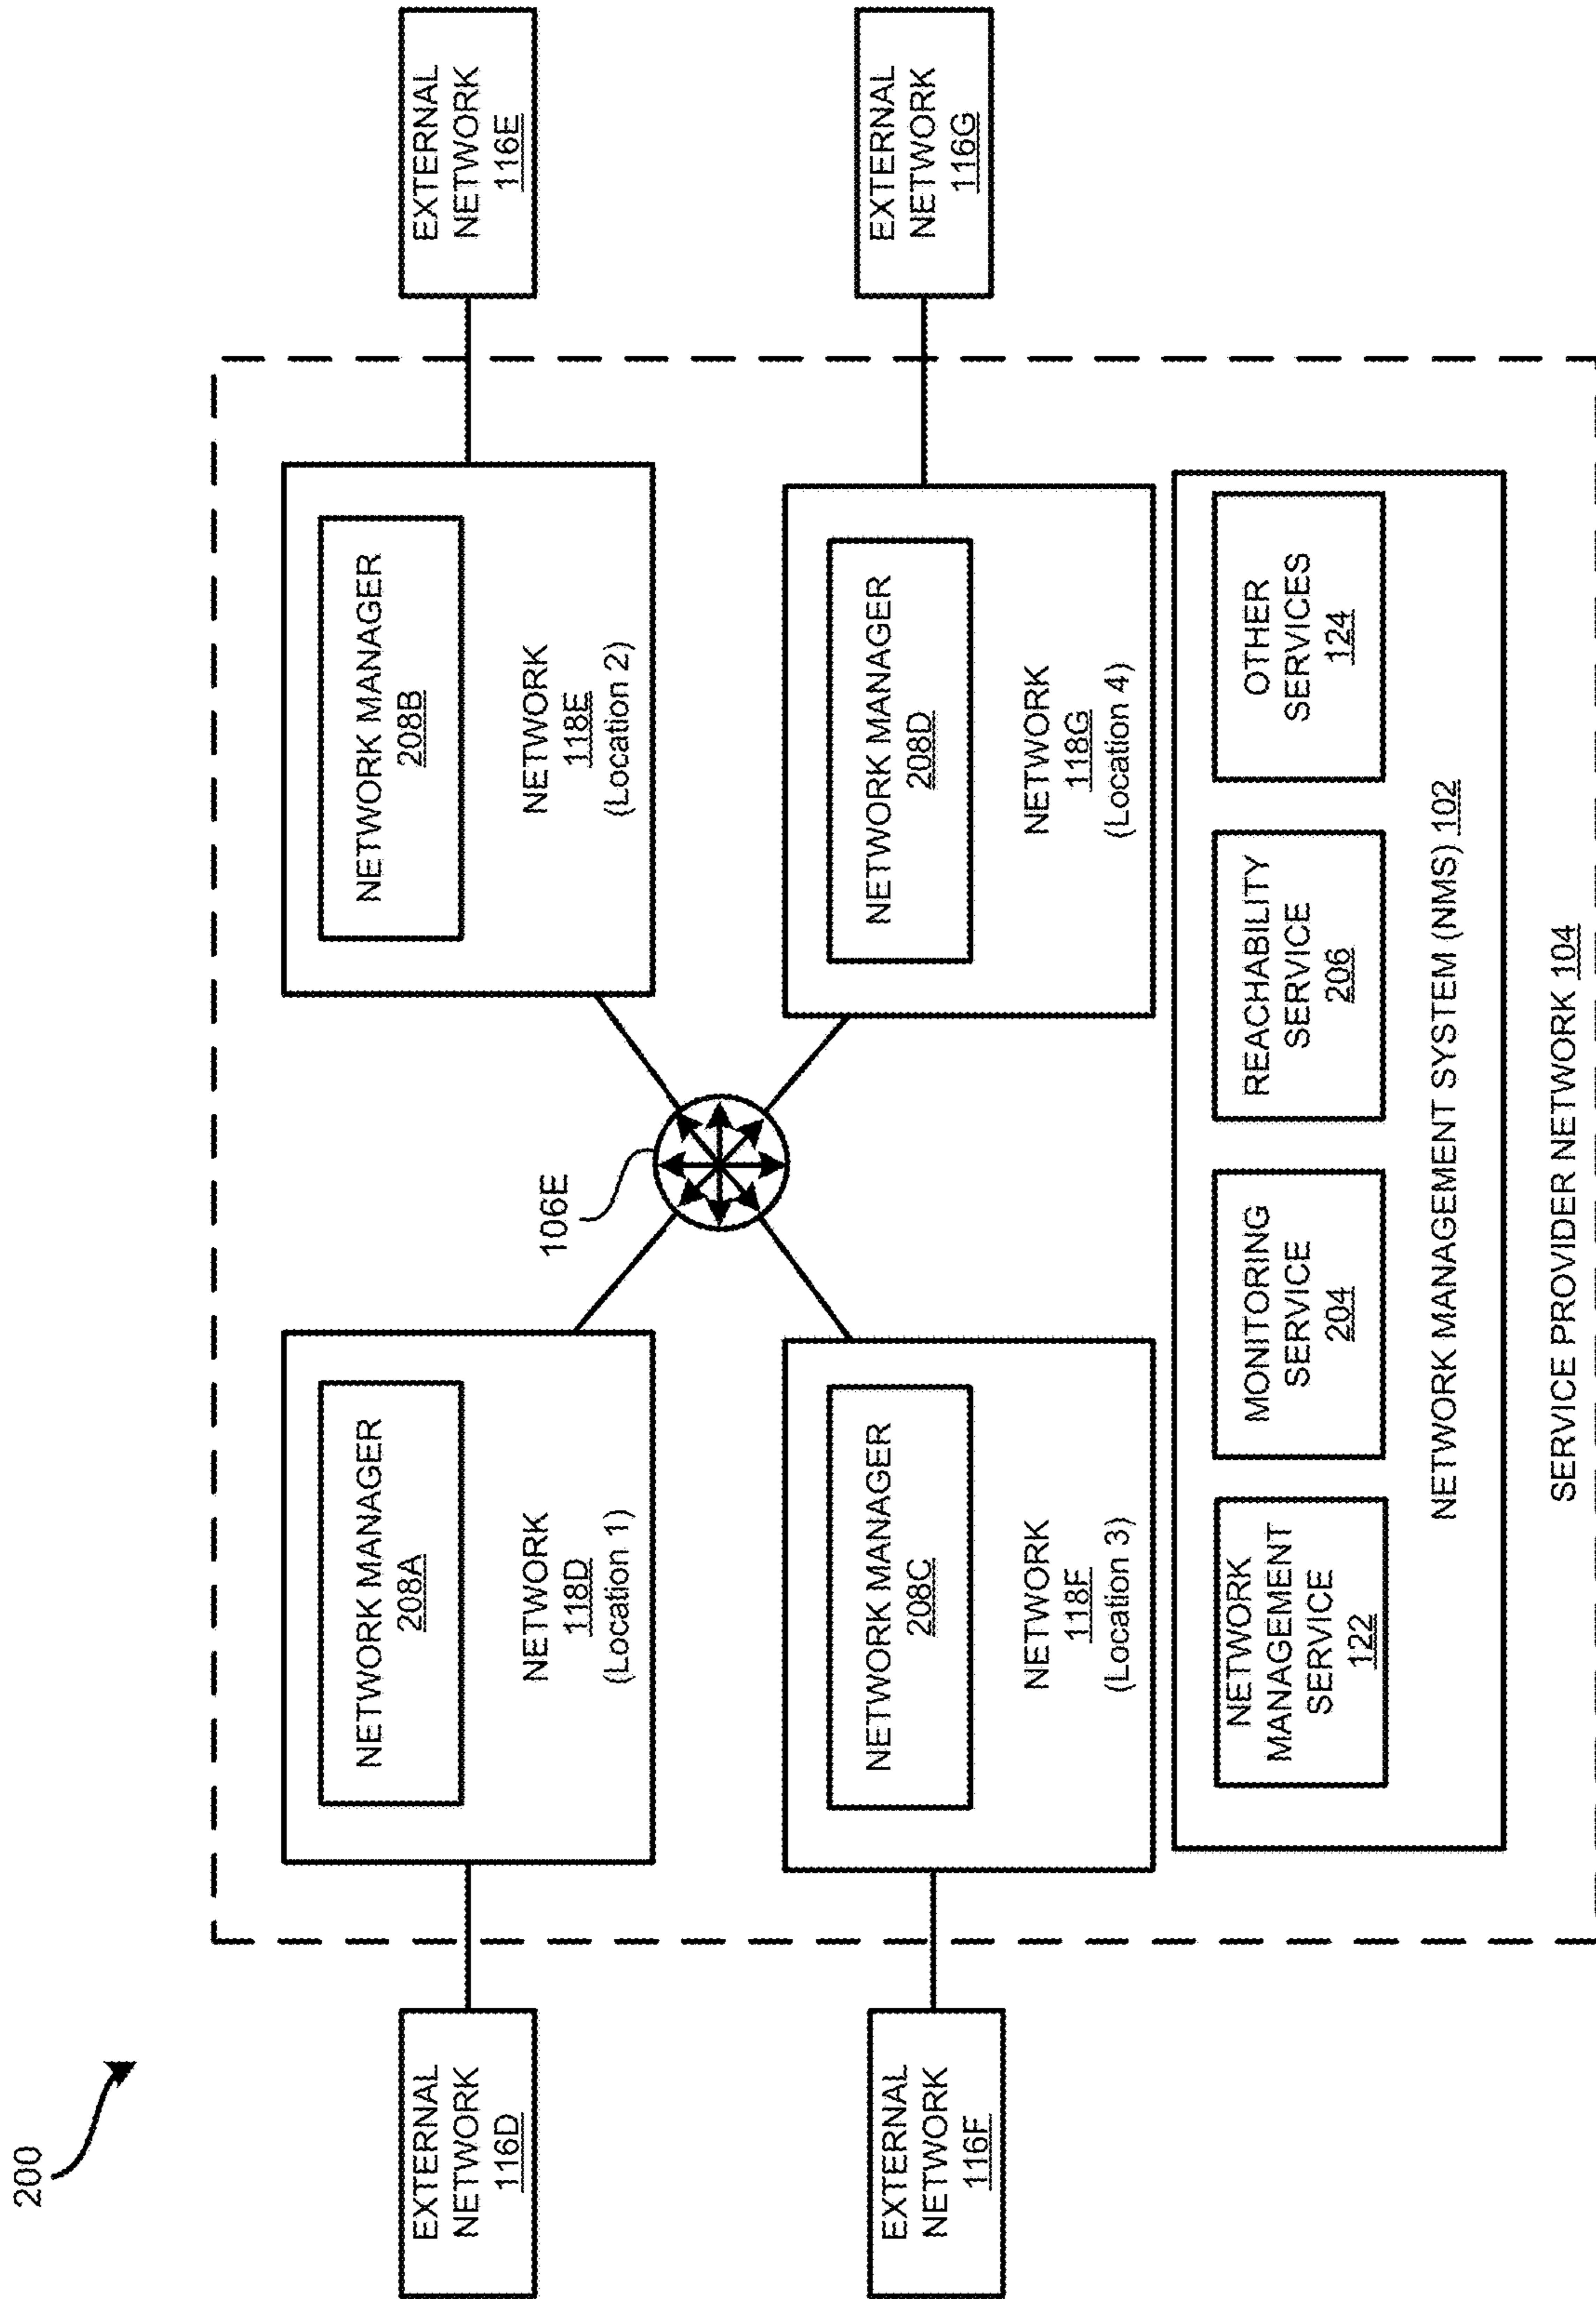 200
EXTERNAL
NETWORK
116D
NETWORK MANAGER
208A
NETWORK
118D
(Location 1)
NETWORK MANAGER
208B
NETWORK
118E
(Location 2)
EXTERNAL
NETWORK
116E
106E
EXTERNAL
NETWORK
116F
NETWORK MANAGER
208C
NETWORK
118F
(Location 3)
NETWORK MANAGER
208D
NETWORK
118G
(Location 4)
EXTERNAL
NETWORK
116G
NETWORK
MANAGEMENT
SERVICE
122
MONITORING
SERVICE
204
REACHABILITY
SERVICE
206
OTHER
SERVICES
124
NETWORK MANAGEMENT SYSTEM (NMS) 102
SERVICE PROVIDER NETWORK 104